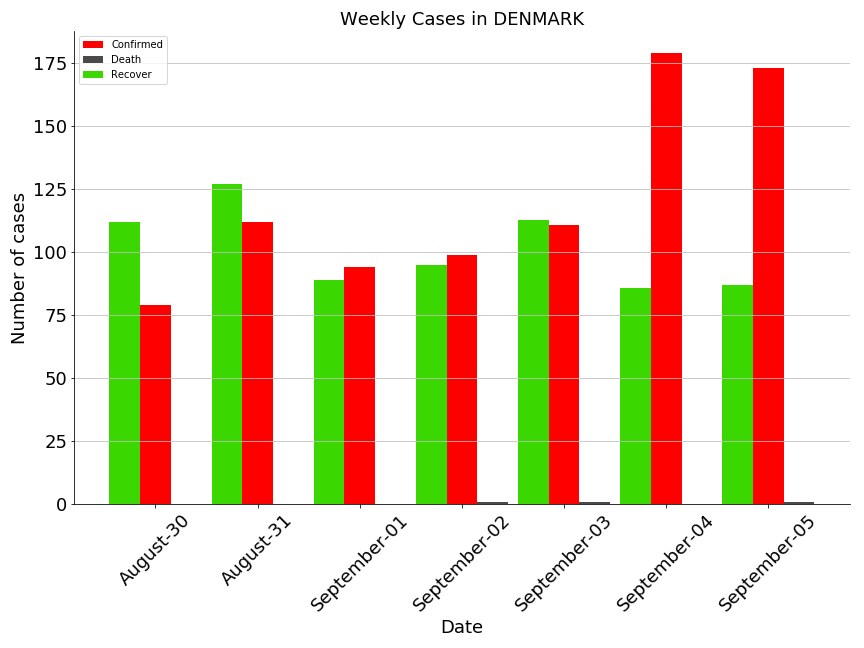 Weekly Cases in DENMARK
Confirmed
Death
Recover
Number of cases
175
150
125
100
75
50
25
0
August-30
August-31
September-01
September-02
September-03
September-04
September-05
Date